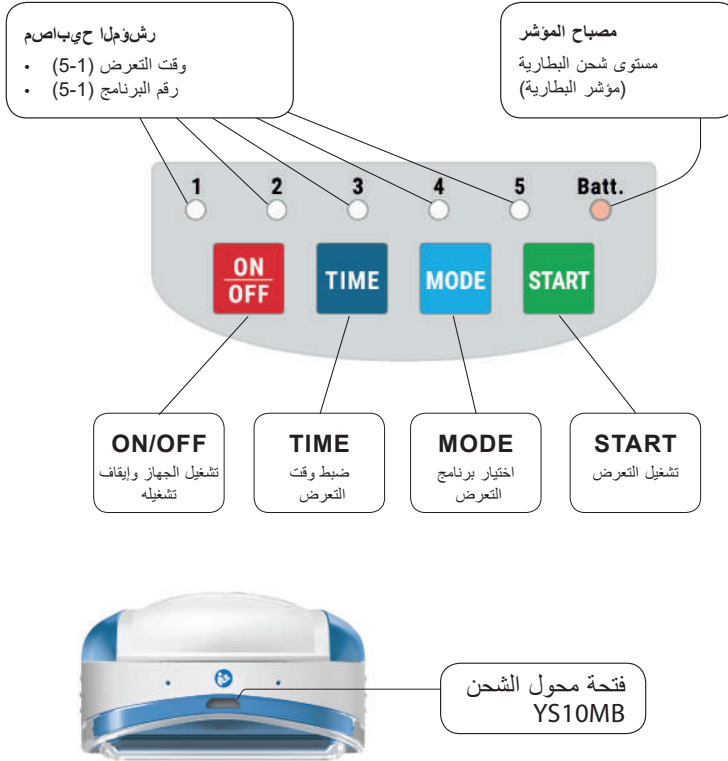 رشؤملا حيباصم
• وقت التعرض (5-1)
• رقم البرنامج (5-1)
مصباح المؤشر
مستوى شحن البطارية
(مؤشر البطارية)
1 2 3 4 5 Batt.
ON
OFF
TIME
MODE
START
ON/OFF
تشغيل الجهاز وإيقاف
تشغيله
TIME
ضبط وقت
التعرض
MODE
اختيار برنامج
التعرض
START
تشغيل التعرض
فتحة محول الشحن
YS10MB